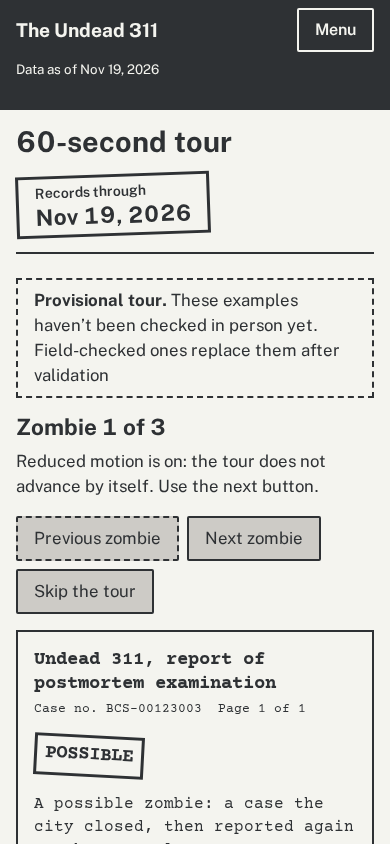 The Undead 311
Menu
Data as of Nov 19, 2026
60-second tour
Records through
Nov 19, 2026
Provisional tour. These examples
haven’t been checked in person yet.
Field-checked ones replace them after
validation
Zombie 1 of 3
Reduced motion is on: the tour does not
advance by itself. Use the next button.
Previous zombie
Next zombie
Skip the tour
Undead 311, report of
postmortem examination
Case no. BCS-00123003 Page 1 of 1
POSSIBLE
A possible zombie: a case the
city closed, then reported again